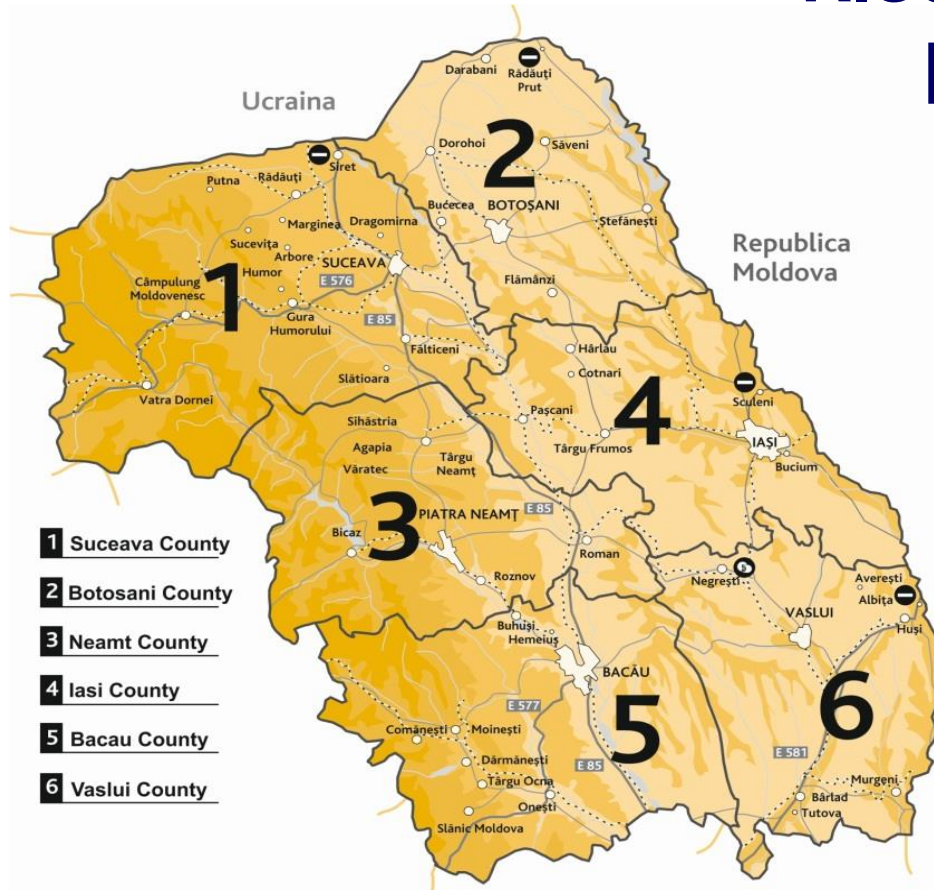 Ucraina
Darabani
Rădăuți
Prut
2
Dorohoi
Săveni
Siret
Putna
Rădăuți
Bucecea
BOTOȘANI
Ștefănești
Marginea
Dragomirna
Sucevița
Arbore
SUCEAVA
Republica
Moldova
Humor
E 576
Flămânzi
Câmpulung
Moldovenesc
1
Gura
Humorului
E 85
Fălticeni
Hârlău
Cotnari
Slătioara
4
Sculeni
Vatra Dornei
Pașcani
Sihăstria
Agapia
Târgu
Neamț
Târgu Frumos
IAȘI
Văratec
Bucium
3
PIATRA NEAMȚ
E 85
Bicaz
Roman
Roznov
Negrești
Averești
Albița
VASLUI
Huși
Buhuși
Hemeiuș
BACĂU
5
6
E 577
Comănești
Moinești
Dărmănești
E 85
E 581
Târgu Ocna
Onești
Murgeni
Bârlad
Tutova
Slănic Moldova
1 Suceava County
2 Botosani County
3 Neamt County
4 Iasi County
5 Bacau County
6 Vaslui County